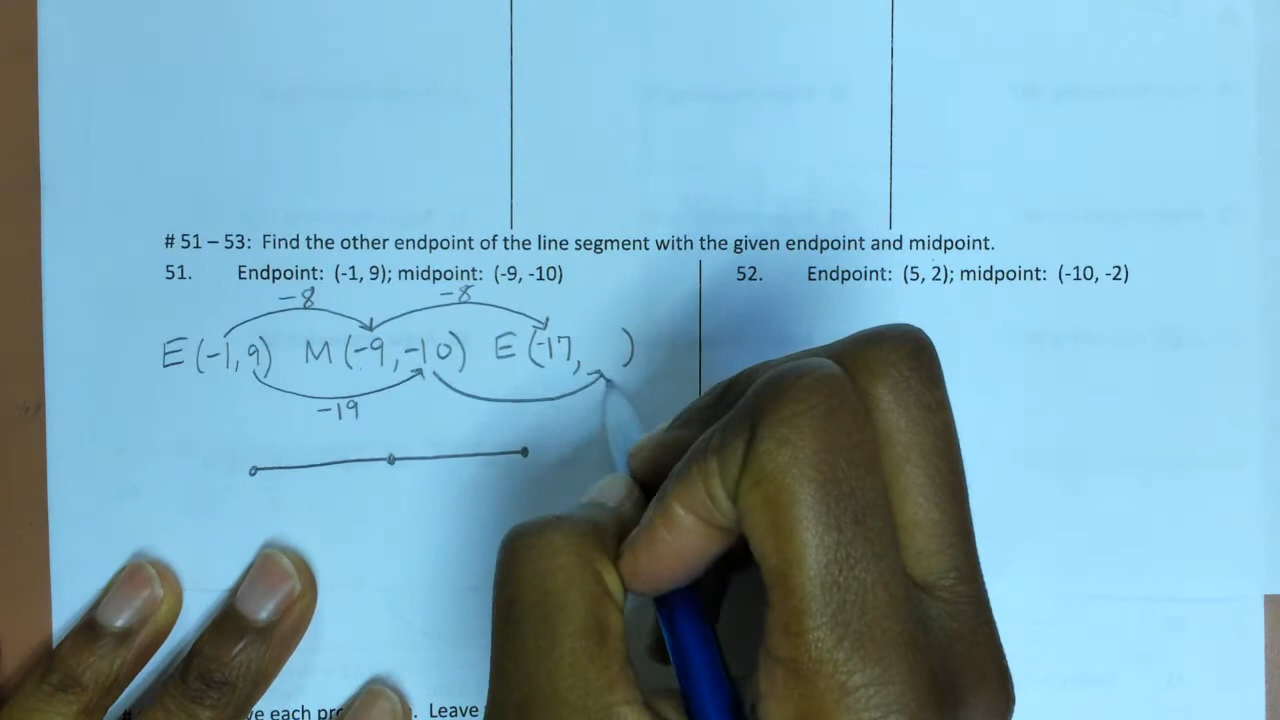 # 51 – 53: Find the other endpoint of the line segment with the given endpoint and midpoint.
51. Endpoint: (-1, 9); midpoint: (-9, -10)
52. Endpoint: (5, 2); midpoint: (-10, -2)
-8 -8
E(-1,9) M(-9,-10) E(-17, )
-19
each
. Leave